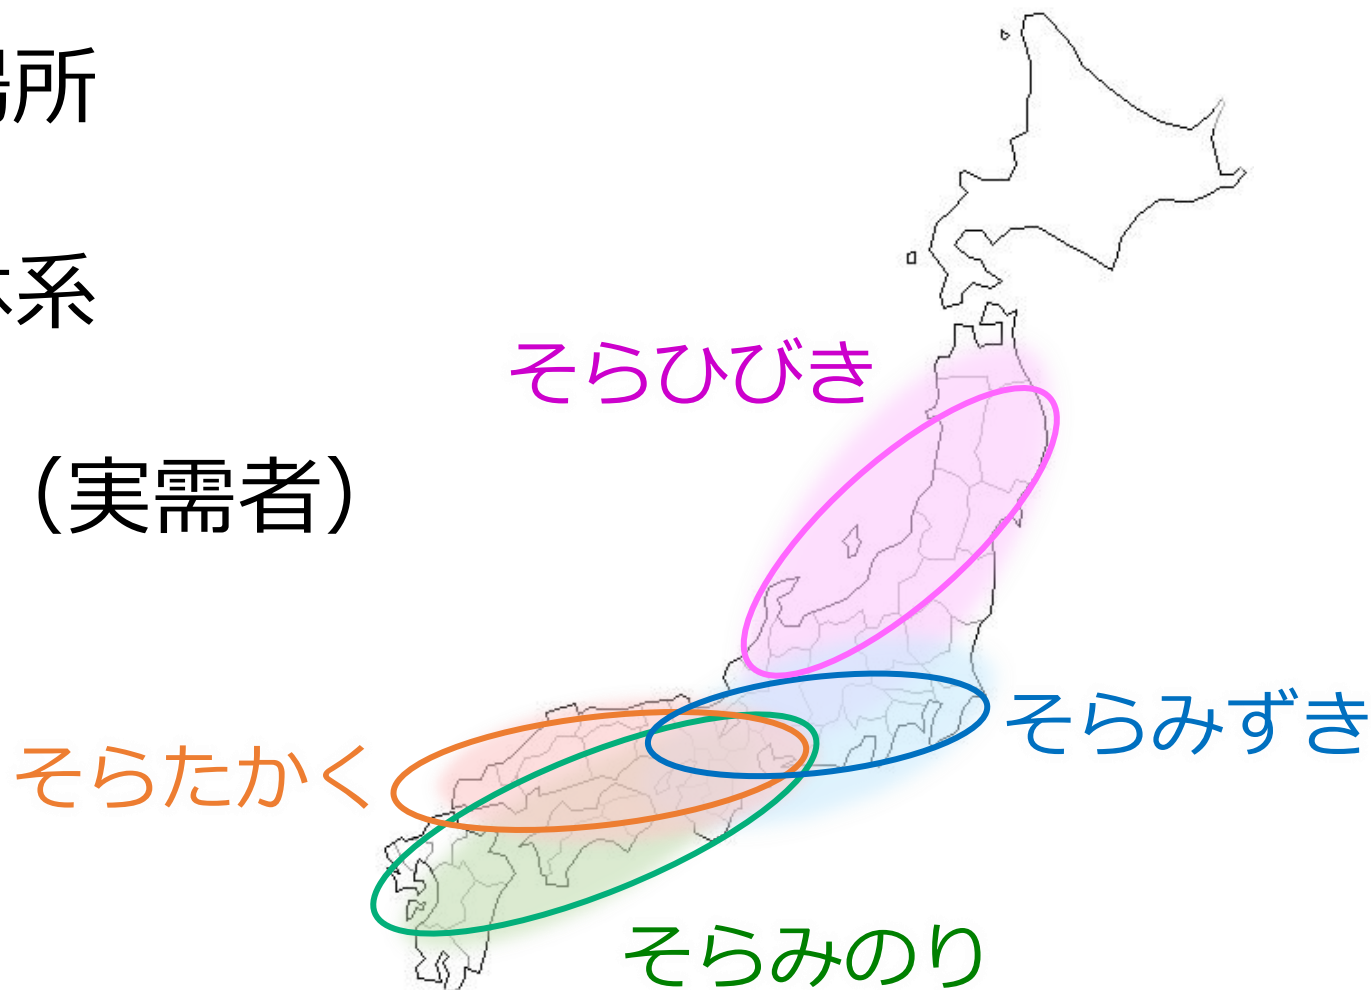 場所
体系
（実需者）
そらひびき
そらみずき
そらたかく
そらみのり